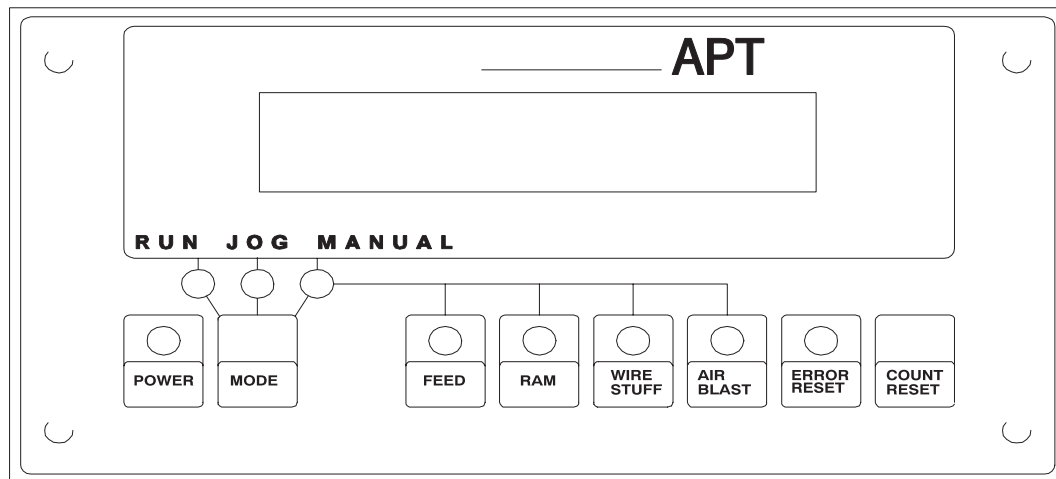 APT
RUN JOG MANUAL
POWER
MODE
FEED
RAM
WIRE
STUFF
AIR
BLAST
ERROR
RESET
COUNT
RESET